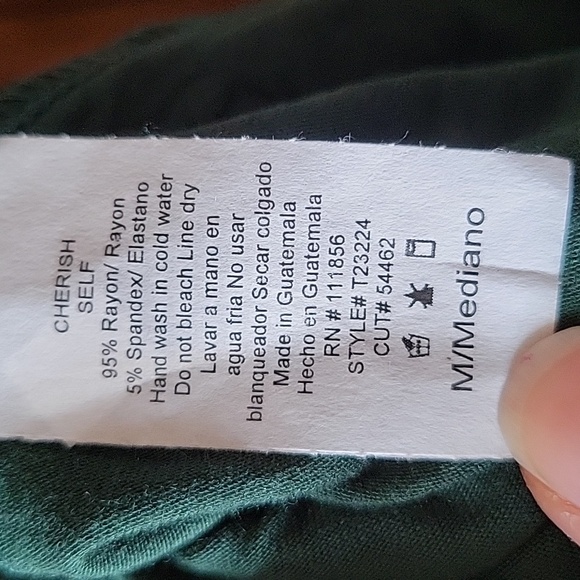 CHERISH
SELF
95% Rayon/ Rayon
5% Spandex/ Elastano
Hand wash in cold water
Do not bleach Line dry
Lavar a mano en
agua fria No usar
blanqueador Secar colgado
Made in Guatemala
Hecho en Guatemala
RN # 111856
STYLE# T23224
CUT# 54462
M/Mediano